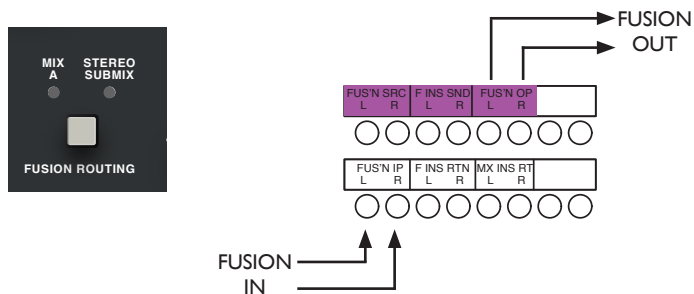 MIX STEREO
A SUBMIX
FUSION ROUTING
FUSION
OUT
FUS'N SRC F INS SND FUS'N OP
L R L R L R
FUS'N IP F INS RTN MX INS RT
L R L R L R
FUSION
IN